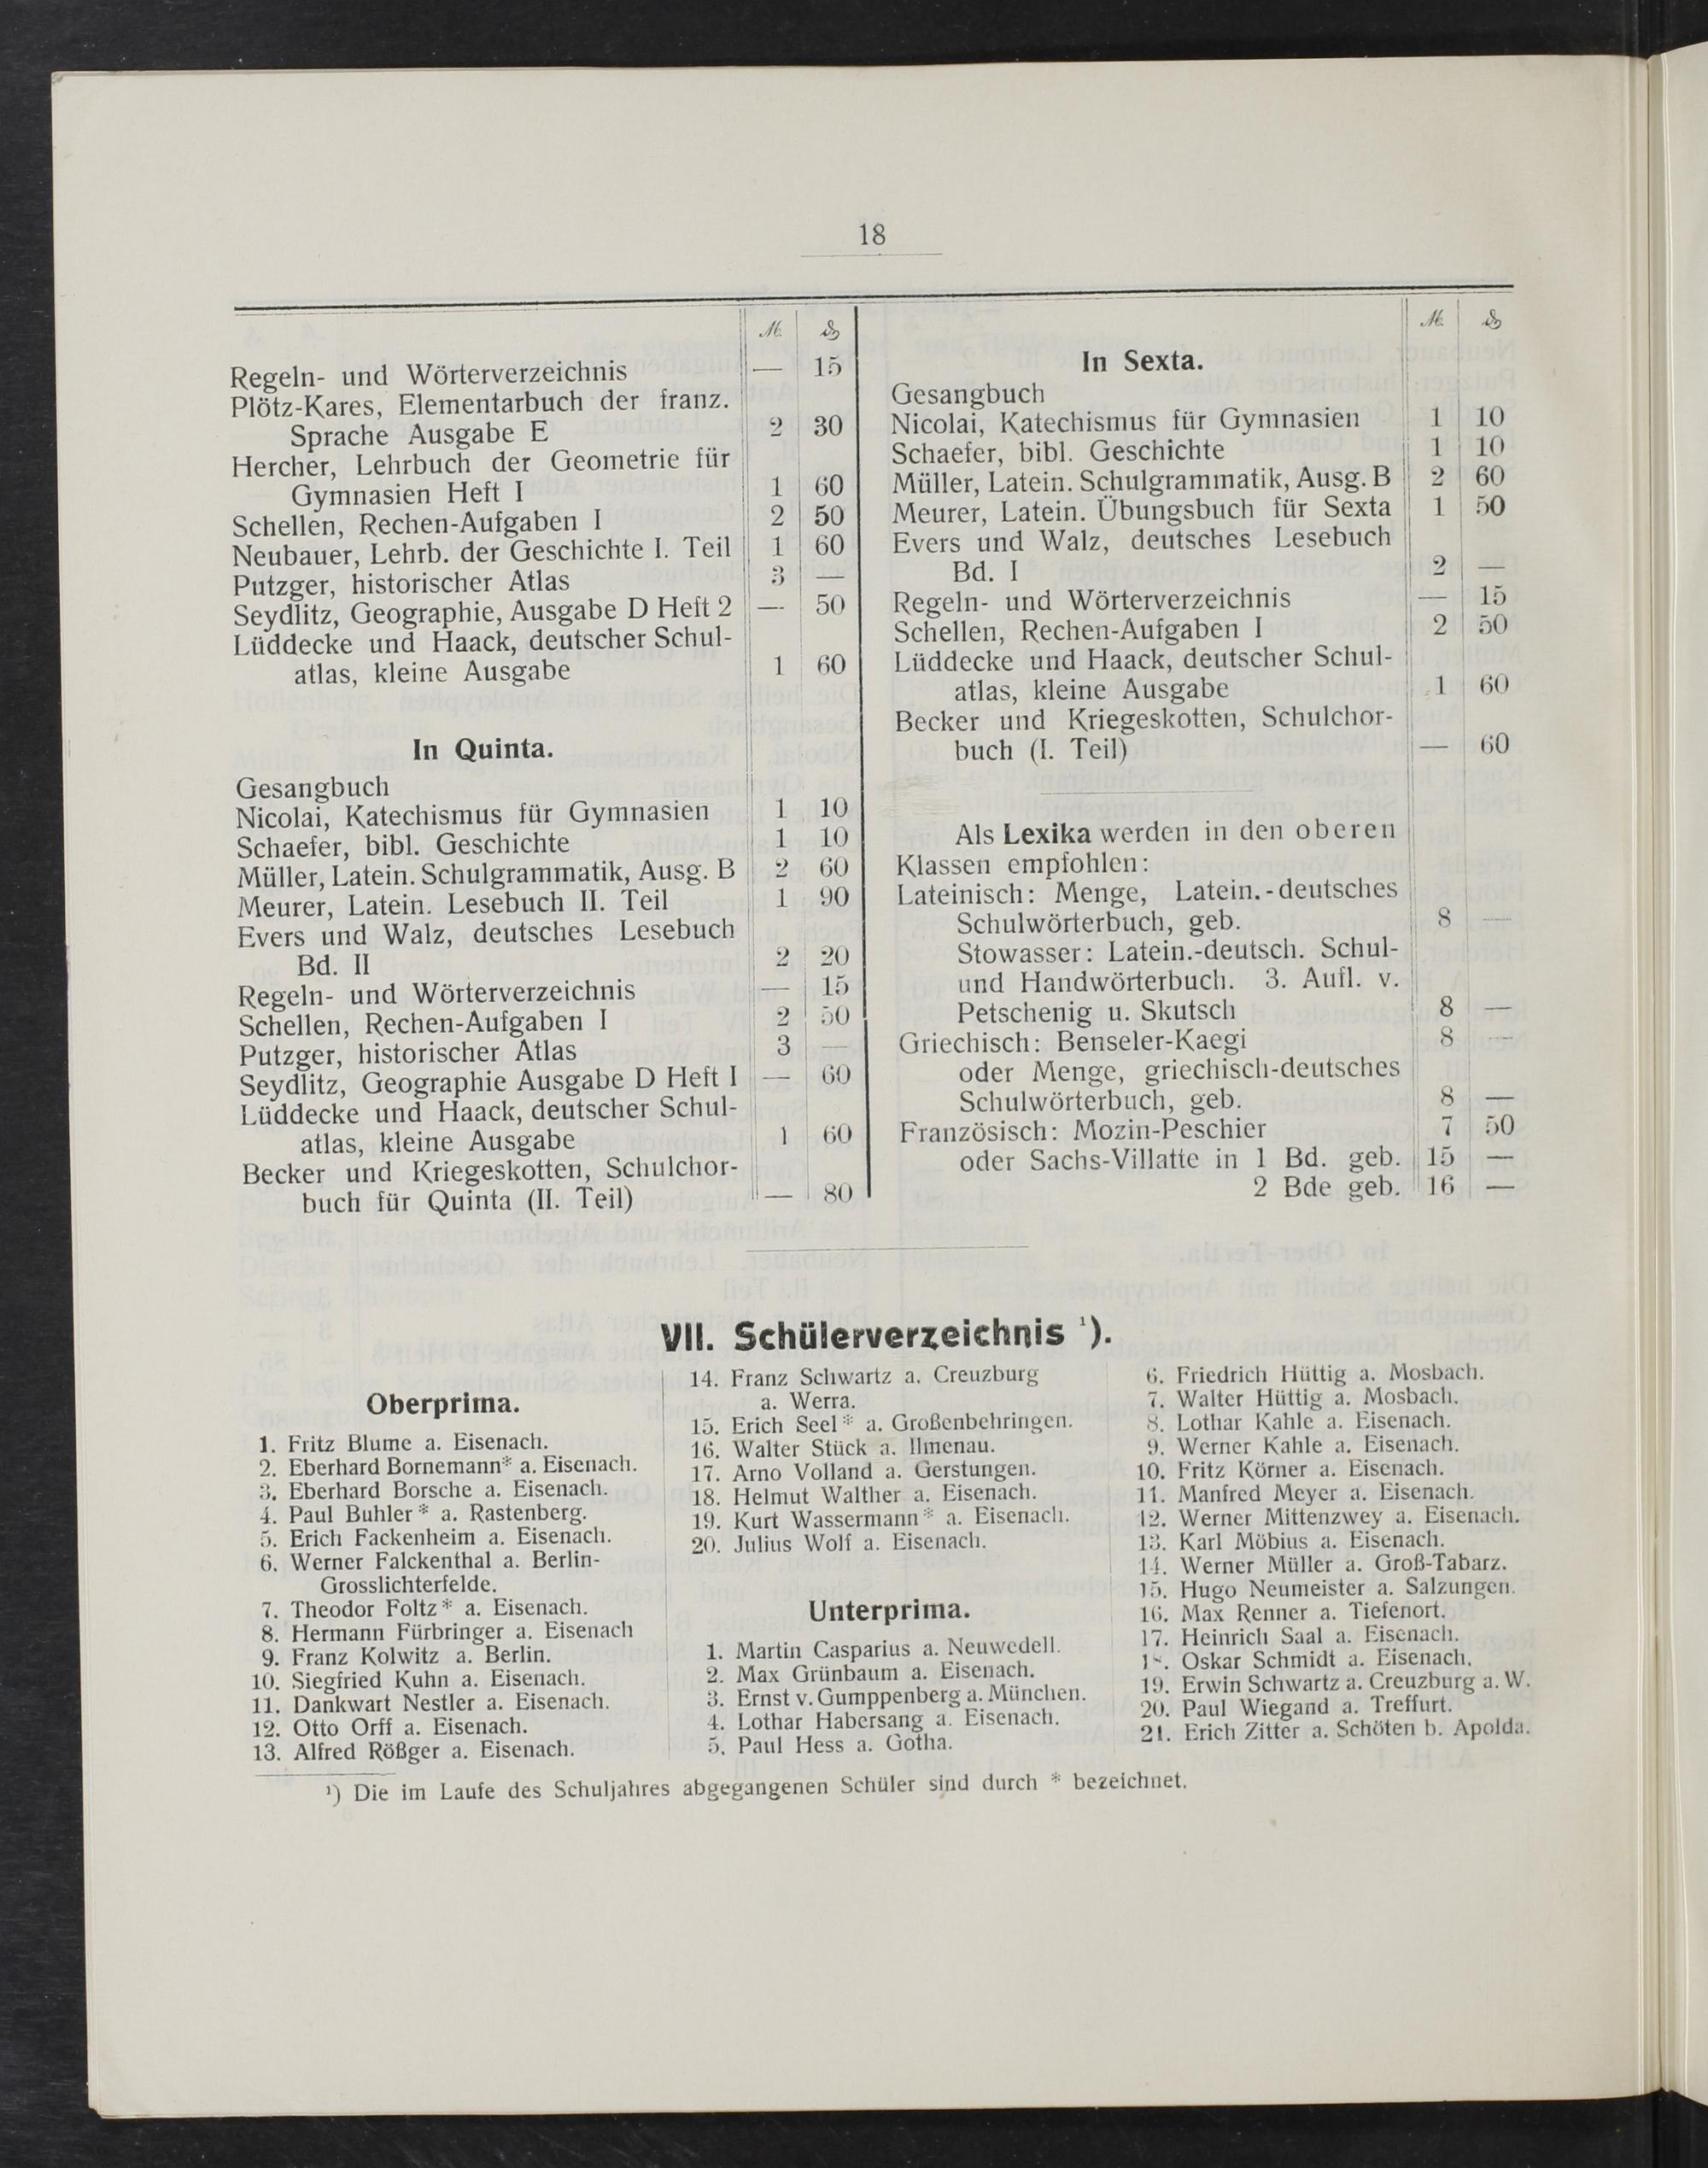 18
ℳ ₰
Regeln- und Wörterverzeichnis — 15
Plötz-Kares, Elementarbuch der franz.
Sprache Ausgabe E 2 30
Hercher, Lehrbuch der Geometrie für
Gymnasien Heft I 1 60
Schellen, Rechen-Aufgaben I 2 50
Neubauer, Lehrb. der Geschichte I. Teil 1 60
Putzger, historischer Atlas 3 —
Seydlitz, Geographie, Ausgabe D Heft 2 — 50
Lüddecke und Haack, deutscher Schul-
atlas, kleine Ausgabe 1 60
In Quinta.
Gesangbuch
Nicolai, Katechismus für Gymnasien 1 10
Schaefer, bibl. Geschichte 1 10
Müller, Latein. Schulgrammatik, Ausg. B 2 60
Meurer, Latein. Lesebuch II. Teil 1 90
Evers und Walz, deutsches Lesebuch
Bd. II 2 20
Regeln- und Wörterverzeichnis — 15
Schellen, Rechen-Aufgaben I 2 50
Putzger, historischer Atlas 3 —
Seydlitz, Geographie Ausgabe D Heft I — 60
Lüddecke und Haack, deutscher Schul-
atlas, kleine Ausgabe 1 60
Becker und Kriegeskotten, Schulchor-
buch für Quinta (II. Teil) — 80
ℳ ₰
In Sexta.
Gesangbuch
Nicolai, Katechismus für Gymnasien 1 10
Schaefer, bibl. Geschichte 1 10
Müller, Latein. Schulgrammatik, Ausg. B 2 60
Meurer, Latein. Übungsbuch für Sexta 1 50
Evers und Walz, deutsches Lesebuch
Bd. I 2 —
Regeln- und Wörterverzeichnis — 15
Schellen, Rechen-Aufgaben I 2 50
Lüddecke und Haack, deutscher Schul-
atlas, kleine Ausgabe 1 60
Becker und Kriegeskotten, Schulchor-
buch (I. Teil) — 60
Als Lexika werden in den oberen
Klassen empfohlen:
Lateinisch: Menge, Latein.-deutsches
Schulwörterbuch, geb. 8 —
Stowasser: Latein.-deutsch. Schul-
und Handwörterbuch. 3. Aufl. v.
Petschenig u. Skutsch 8 —
Griechisch: Benseler-Kaegi 8 —
oder Menge, griechisch-deutsches
Schulwörterbuch, geb. 8 —
Französisch: Mozin-Peschier 7 50
oder Sachs-Villatte in 1 Bd. geb. 15 —
2 Bde geb. 16 —
VII. Schülerverzeichnis ¹).
Oberprima.
1. Fritz Blume a. Eisenach.
2. Eberhard Bornemann* a. Eisenach.
3. Eberhard Borsche a. Eisenach.
4. Paul Buhler* a. Rastenberg.
5. Erich Fackenheim a. Eisenach.
6. Werner Falckenthal a. Berlin-
Grosslichterfelde.
7. Theodor Foltz* a. Eisenach.
8. Hermann Fürbringer a. Eisenach
9. Franz Kolwitz a. Berlin.
10. Siegfried Kuhn a. Eisenach.
11. Dankwart Nestler a. Eisenach.
12. Otto Orff a. Eisenach.
13. Alfred Rößger a. Eisenach.
14. Franz Schwartz a. Creuzburg
a. Werra.
15. Erich Seel* a. Großenbehringen.
16. Walter Stück a. Ilmenau.
17. Arno Volland a. Gerstungen.
18. Helmut Walther a. Eisenach.
19. Kurt Wassermann* a. Eisenach.
20. Julius Wolf a. Eisenach.
Unterprima.
1. Martin Casparius a. Neuwedell.
2. Max Grünbaum a. Eisenach.
3. Ernst v. Gumppenberg a. München.
4. Lothar Habersang a. Eisenach.
5. Paul Hess a. Gotha.
6. Friedrich Hüttig a. Mosbach.
7. Walter Hüttig a. Mosbach.
8. Lothar Kahle a. Eisenach.
9. Werner Kahle a. Eisenach.
10. Fritz Körner a. Eisenach.
11. Manfred Meyer a. Eisenach.
12. Werner Mittenzwey a. Eisenach.
13. Karl Möbius a. Eisenach.
14. Werner Müller a. Groß-Tabarz.
15. Hugo Neumeister a. Salzungen.
16. Max Renner a. Tiefenort.
17. Heinrich Saal a. Eisenach.
18. Oskar Schmidt a. Eisenach.
19. Erwin Schwartz a. Creuzburg a. W.
20. Paul Wiegand a. Treffurt.
21. Erich Zitter a. Schöten b. Apolda.
¹) Die im Laufe des Schuljahres abgegangenen Schüler sind durch * bezeichnet.